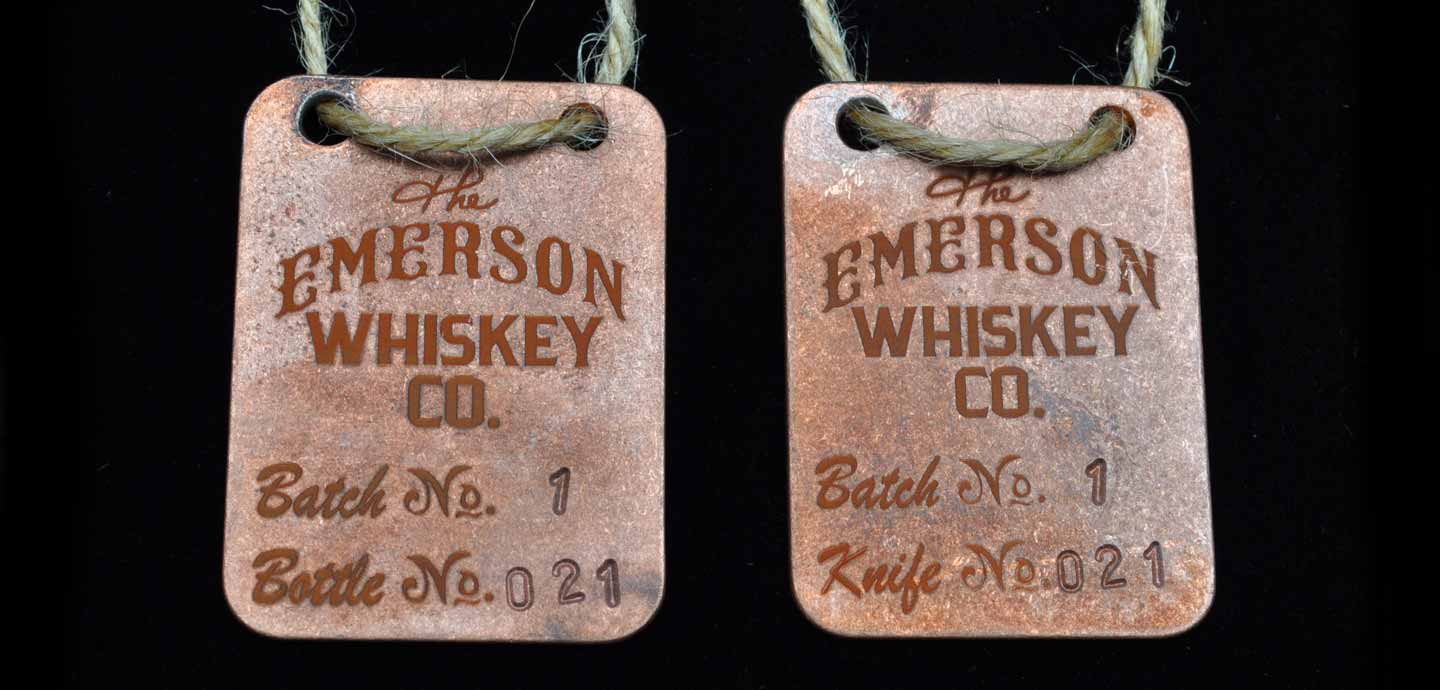 The
EMERSON
WHISKEY
CO.
Batch No. 1
Bottle No. 021
The
EMERSON
WHISKEY
CO.
Batch No. 1
Knife No. 021